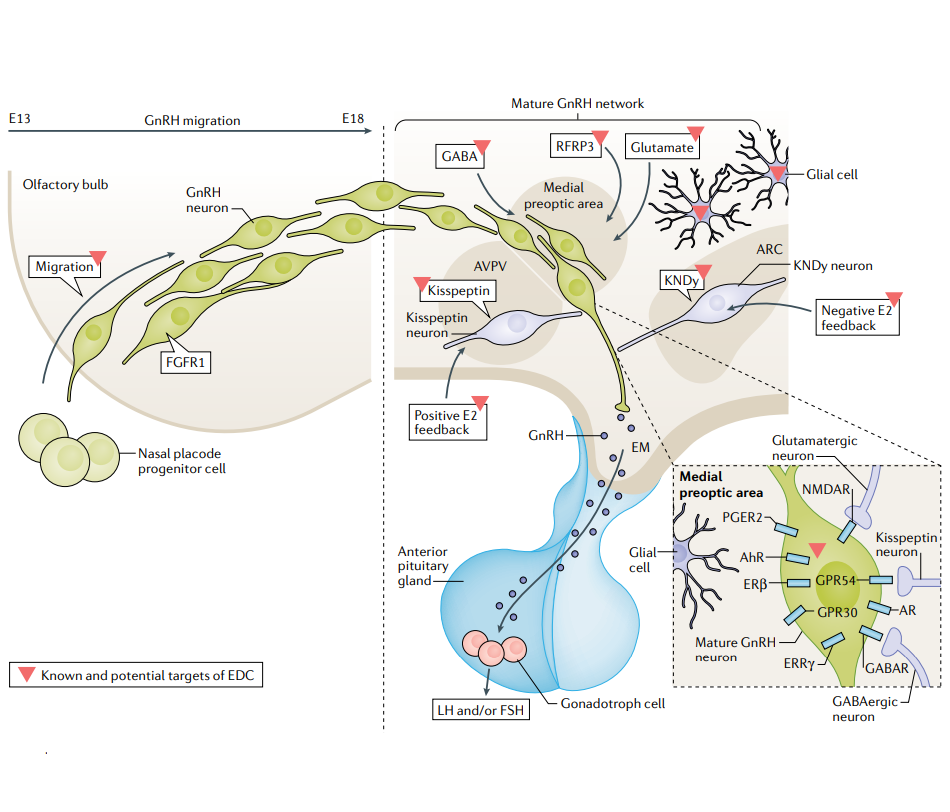 Mature GnRH network
E13
GnRH migration
E18
GABA
RFRP3
Glutamate
Olfactory bulb
GnRH
neuron
Medial
preoptic area
Glial cell
Migration
AVPV
ARC
KNDy
KNDy neuron
Kisspeptin
Kisspeptin
neuron
Negative E2
feedback
FGFR1
Positive E2
feedback
Nasal placode
progenitor cell
GnRH
EM
Glutamatergic
neuron
Medial
preoptic area
NMDAR
PGER2
Kisspeptin
neuron
Anterior
pituitary
gland
Glial
cell
AhR
ERβ
GPR54
GPR30
AR
Mature GnRH
neuron
ERRγ
GABAR
Known and potential targets of EDC
LH and/or FSH
Gonadotroph cell
GABAergic
neuron